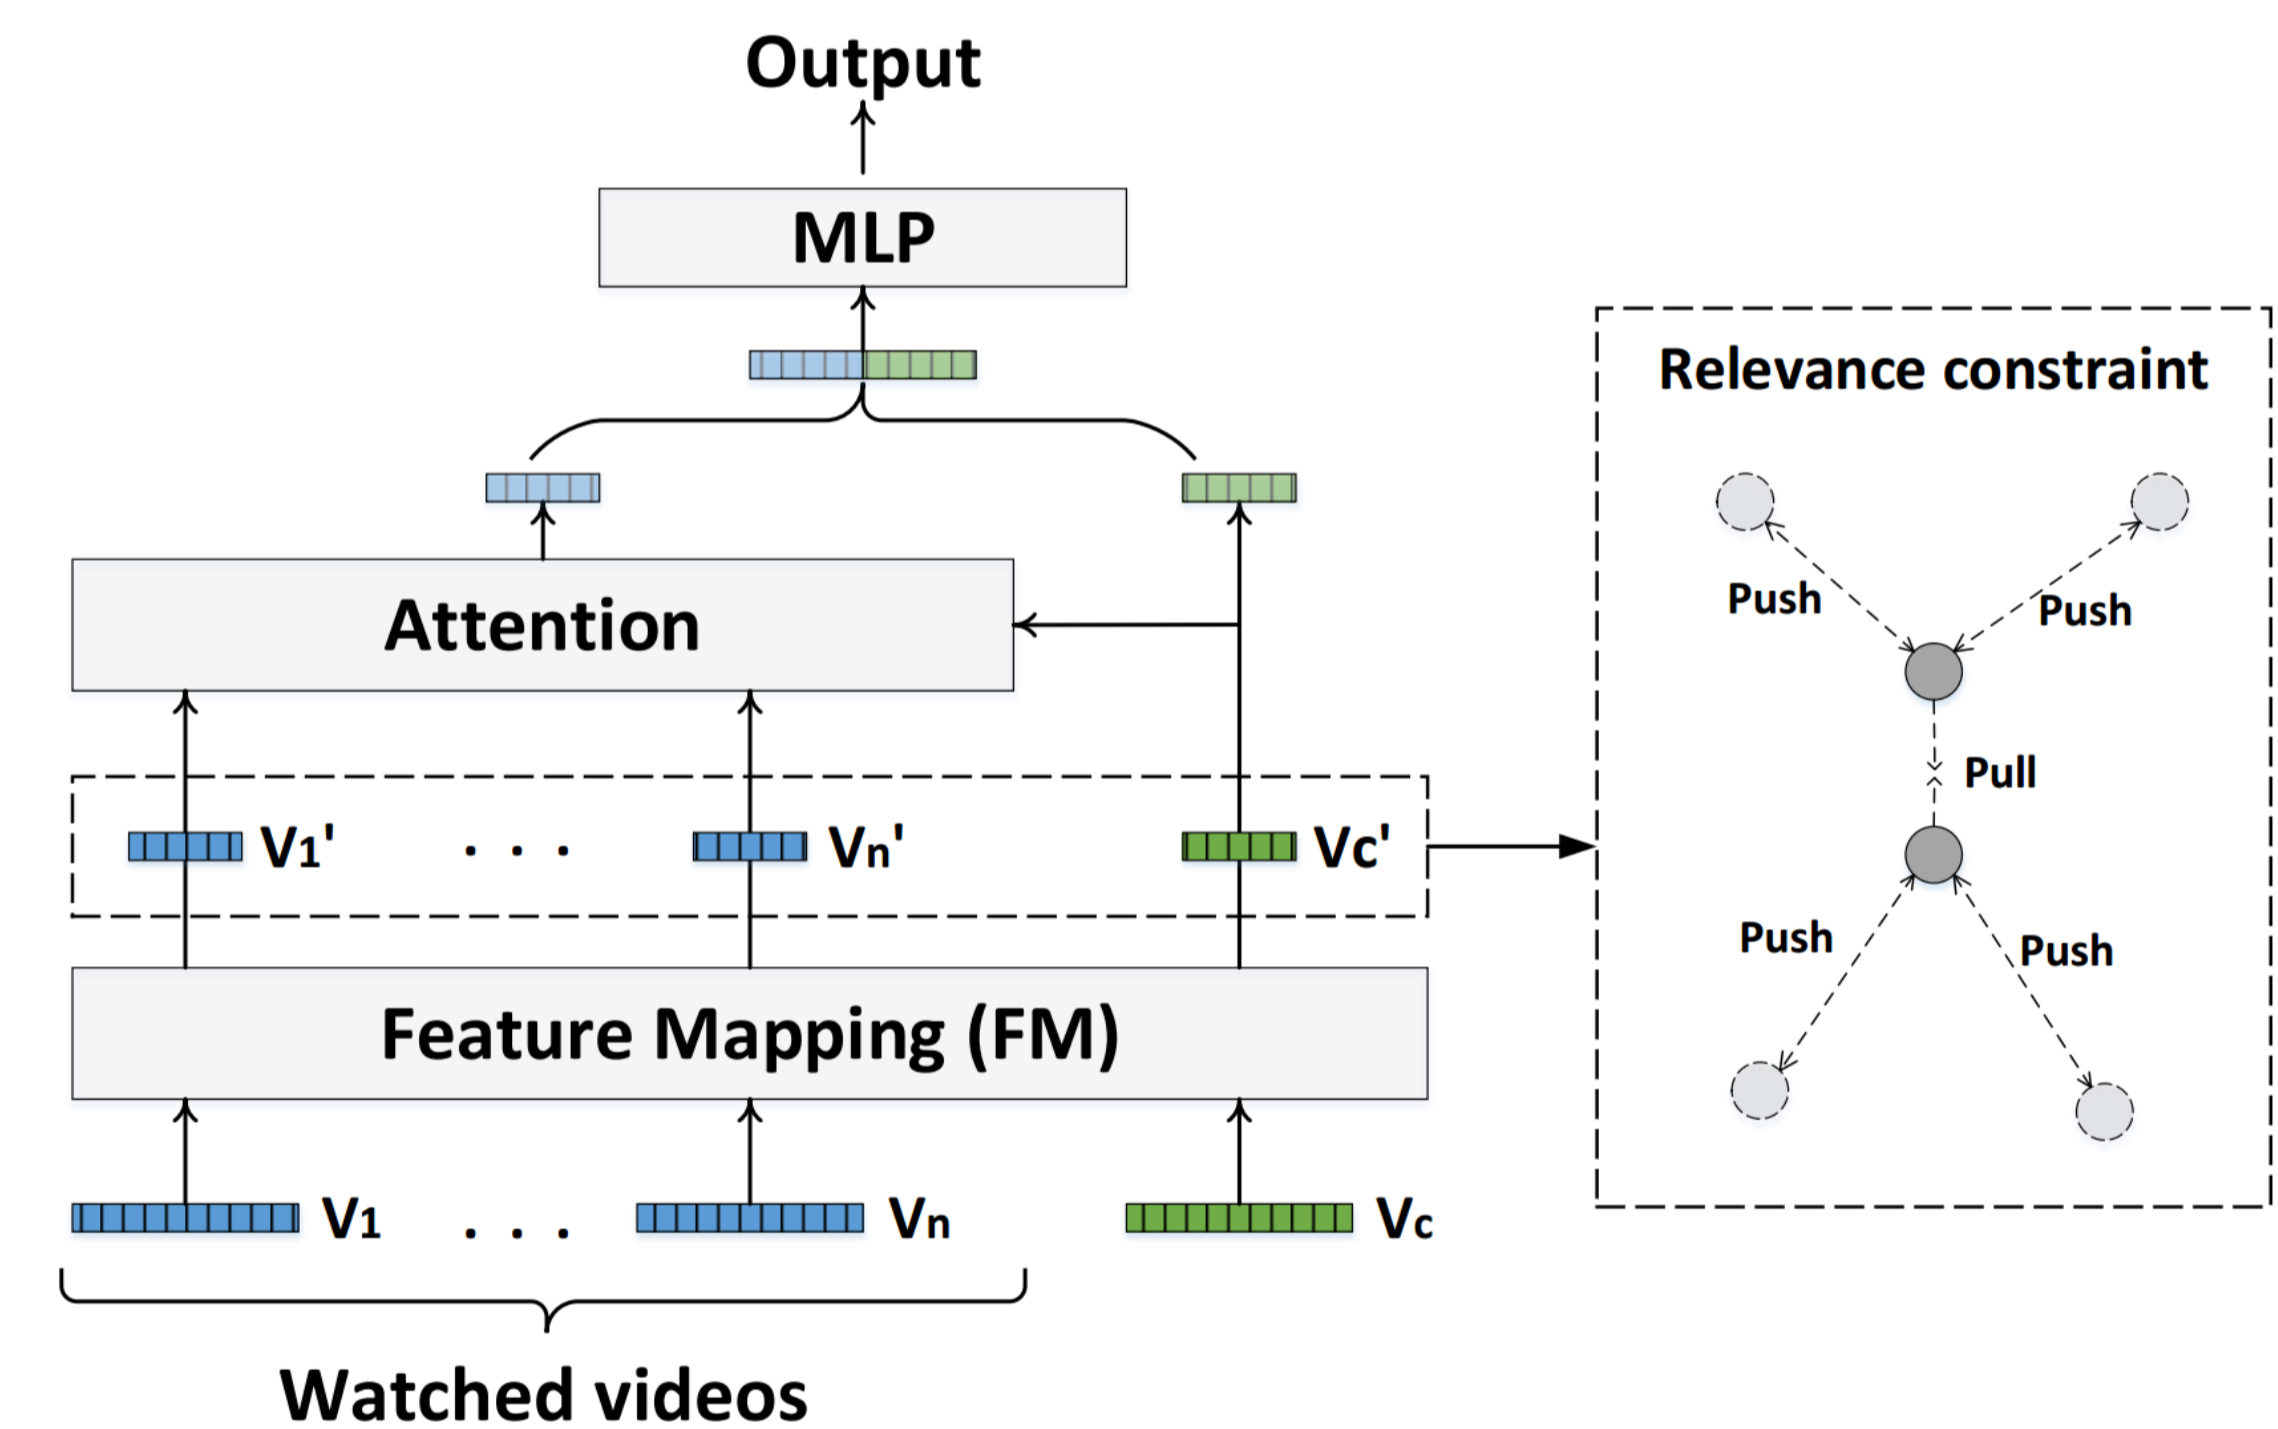 Output
MLP
Relevance constraint
Attention
Push
Push
Pull
V1'
. . .
Vn'
Vc'
Push
Push
Feature Mapping (FM)
V1
. . .
Vn
Vc
Watched videos